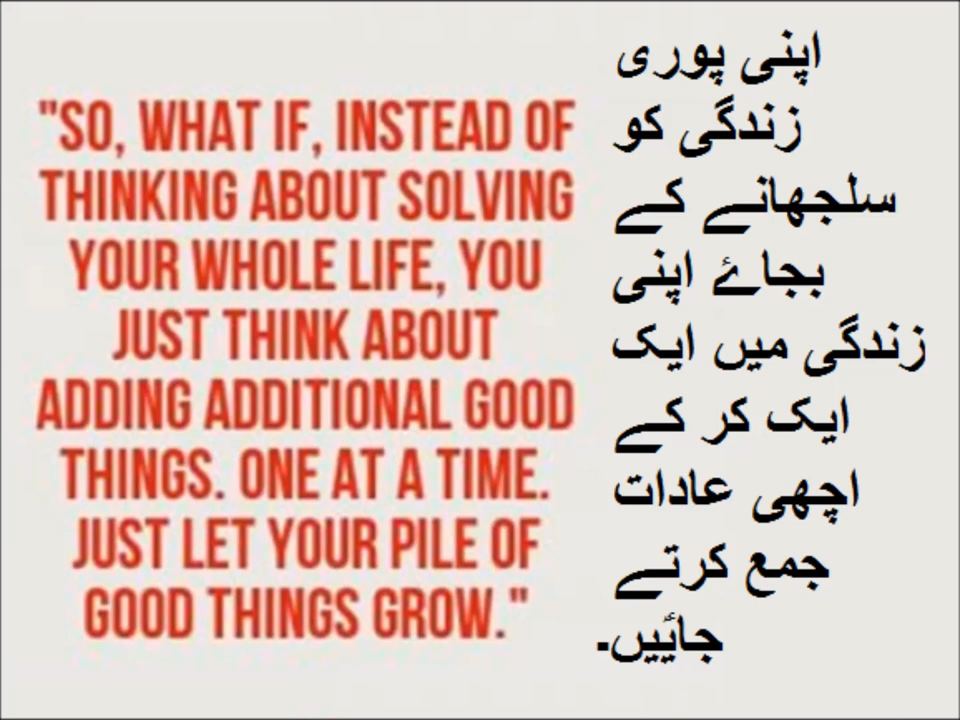 "SO, WHAT IF, INSTEAD OF
THINKING ABOUT SOLVING
YOUR WHOLE LIFE, YOU
JUST THINK ABOUT
ADDING ADDITIONAL GOOD
THINGS. ONE AT A TIME.
JUST LET YOUR PILE OF
GOOD THINGS GROW."
اپنی پوری
زندگی کو
سلجھانے کے
بجاۓ اپنی
زندگی میں ایک
ایک کر کے
اچھی عادات
جمع کرتے
جائیں۔